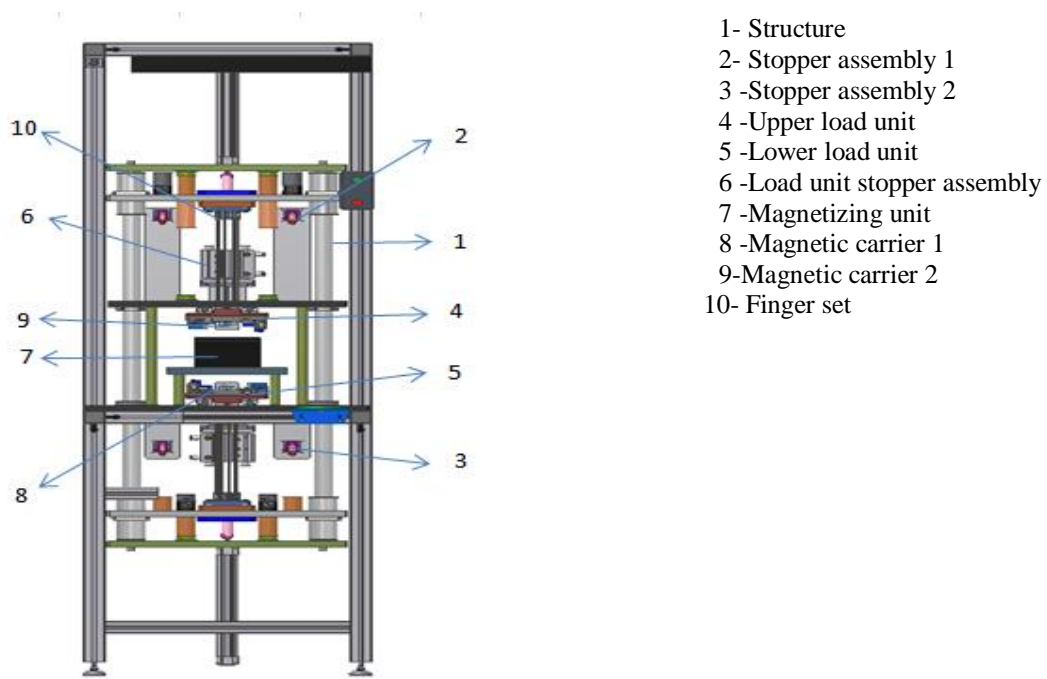 10
2
6
1
9
4
7
5
3
8
1- Structure
2- Stopper assembly 1
3 -Stopper assembly 2
4 -Upper load unit
5 -Lower load unit
6 -Load unit stopper assembly
7 -Magnetizing unit
8 -Magnetic carrier 1
9-Magnetic carrier 2
10- Finger set